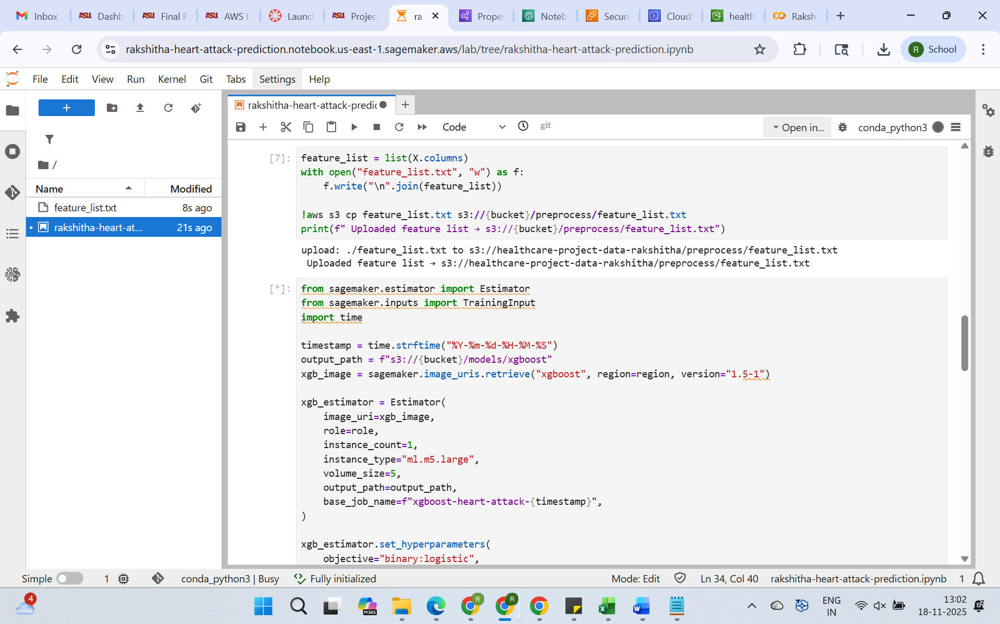 Inbox
Dashb
Final P
AWS L
Launch
Projec
ra
Proper
Noteb
Securi
Cloud
health
Rakshi
rakshitha-heart-attack-prediction.notebook.us-east-1.sagemaker.aws/lab/tree/rakshitha-heart-attack-prediction.ipynb
R School
File Edit View Run Kernel Git Tabs Settings Help
rakshitha-heart-attack-predic
Code
git
Open in...
conda_python3
/
Name Modified
feature_list.txt 8s ago
rakshitha-heart-at... 21s ago
[7]:
feature_list = list(X.columns)
with open("feature_list.txt", "w") as f:
    f.write("\n".join(feature_list))
!aws s3 cp feature_list.txt s3://{bucket}/preprocess/feature_list.txt
print(f" Uploaded feature list → s3://{bucket}/preprocess/feature_list.txt")
upload: ./feature_list.txt to s3://healthcare-project-data-rakshitha/preprocess/feature_list.txt
 Uploaded feature list → s3://healthcare-project-data-rakshitha/preprocess/feature_list.txt
[*]:
from sagemaker.estimator import Estimator
from sagemaker.inputs import TrainingInput
import time
timestamp = time.strftime("%Y-%m-%d-%H-%M-%S")
output_path = f"s3://{bucket}/models/xgboost"
xgb_image = sagemaker.image_uris.retrieve("xgboost", region=region, version="1.5-1")
xgb_estimator = Estimator(
    image_uri=xgb_image,
    role=role,
    instance_count=1,
    instance_type="ml.m5.large",
    volume_size=5,
    output_path=output_path,
    base_job_name=f"xgboost-heart-attack-{timestamp}",
)
xgb_estimator.set_hyperparameters(
    objective="binary:logistic",
Simple 1 conda_python3 | Busy Fully initialized Mode: Edit Ln 34, Col 40 rakshitha-heart-attack-prediction.ipynb 1
4
M365
R
R
ENG
IN
13:02
18-11-2025